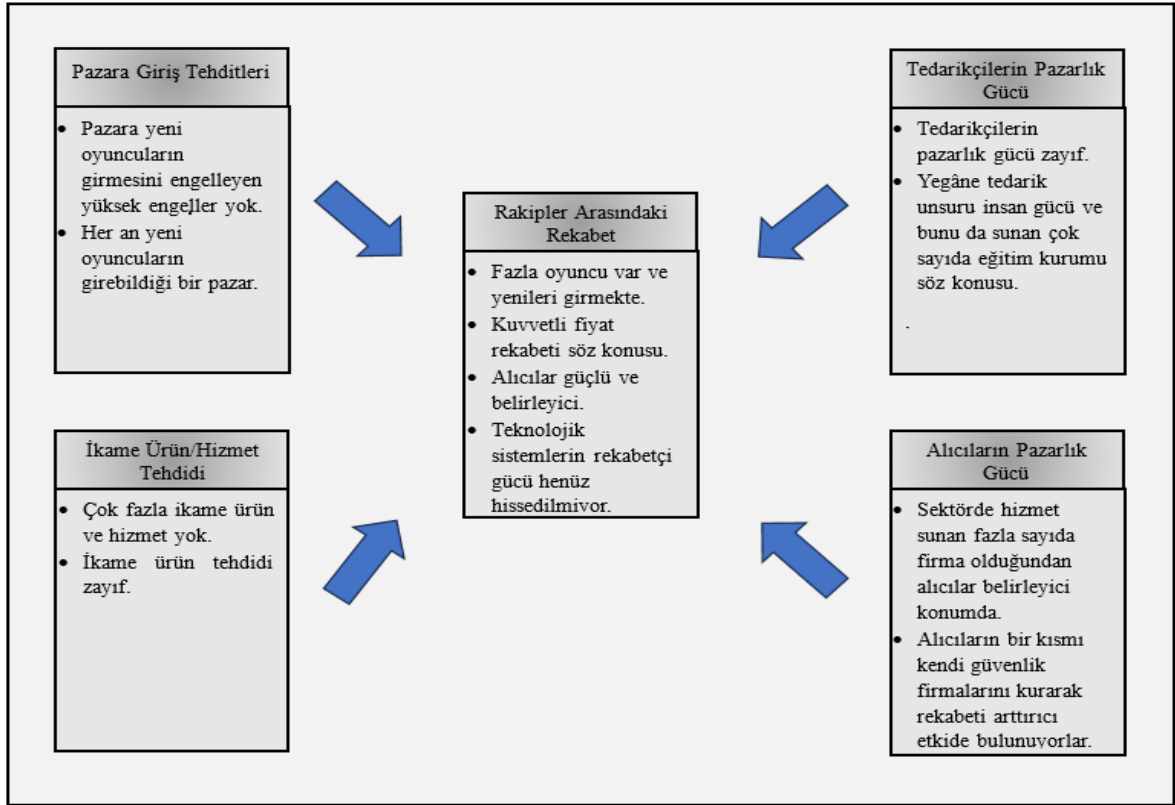 Pazara Giriş Tehditleri
• Pazara yeni
oyuncuların
girmesini engelleyen
yüksek engeller yok.
• Her an yeni
oyuncuların
girebildiği bir pazar.
Tedarikçilerin Pazarlık
Gücü
• Tedarikçilerin
pazarlık gücü zayıf.
• Yegâne tedarik
unsuru insan gücü ve
bunu da sunan çok
sayıda eğitim kurumu
söz konusu.
.
Rakipler Arasındaki
Rekabet
• Fazla oyuncu var ve
yenileri girmekte.
• Kuvvetli fiyat
rekabeti söz konusu.
• Alıcılar güçlü ve
belirleyici.
• Teknolojik
sistemlerin rekabetçi
gücü henüz
hissedilmiyor.
İkame Ürün/Hizmet
Tehdidi
• Çok fazla ikame ürün
ve hizmet yok.
• İkame ürün tehdidi
zayıf.
Alıcıların Pazarlık
Gücü
• Sektörde hizmet
sunan fazla sayıda
firma olduğundan
alıcılar belirleyici
konumda.
• Alıcıların bir kısmı
kendi güvenlik
firmalarını kurarak
rekabeti arttırıcı
etkide bulunuyorlar.